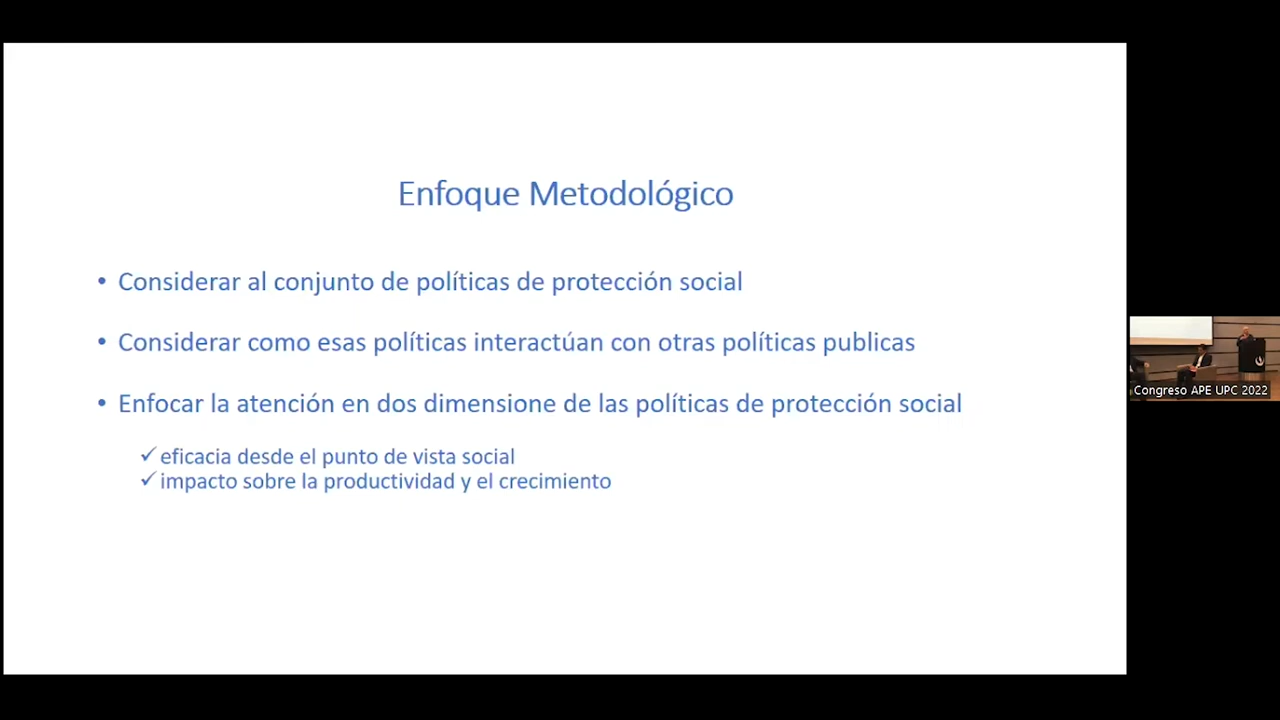 Enfoque Metodológico
• Considerar al conjunto de políticas de protección social
• Considerar como esas políticas interactúan con otras políticas publicas
• Enfocar la atención en dos dimensione de las políticas de protección social
✓ eficacia desde el punto de vista social
✓ impacto sobre la productividad y el crecimiento
Congreso APE UPC 2022